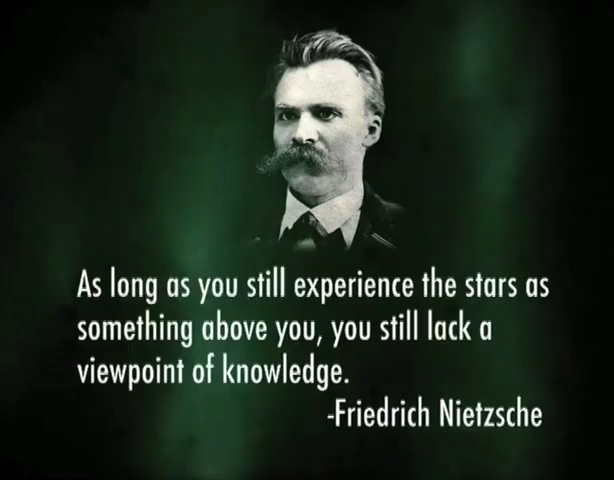 As long as you still experience the stars as
something above you, you still lack a
viewpoint of knowledge.
-Friedrich Nietzsche